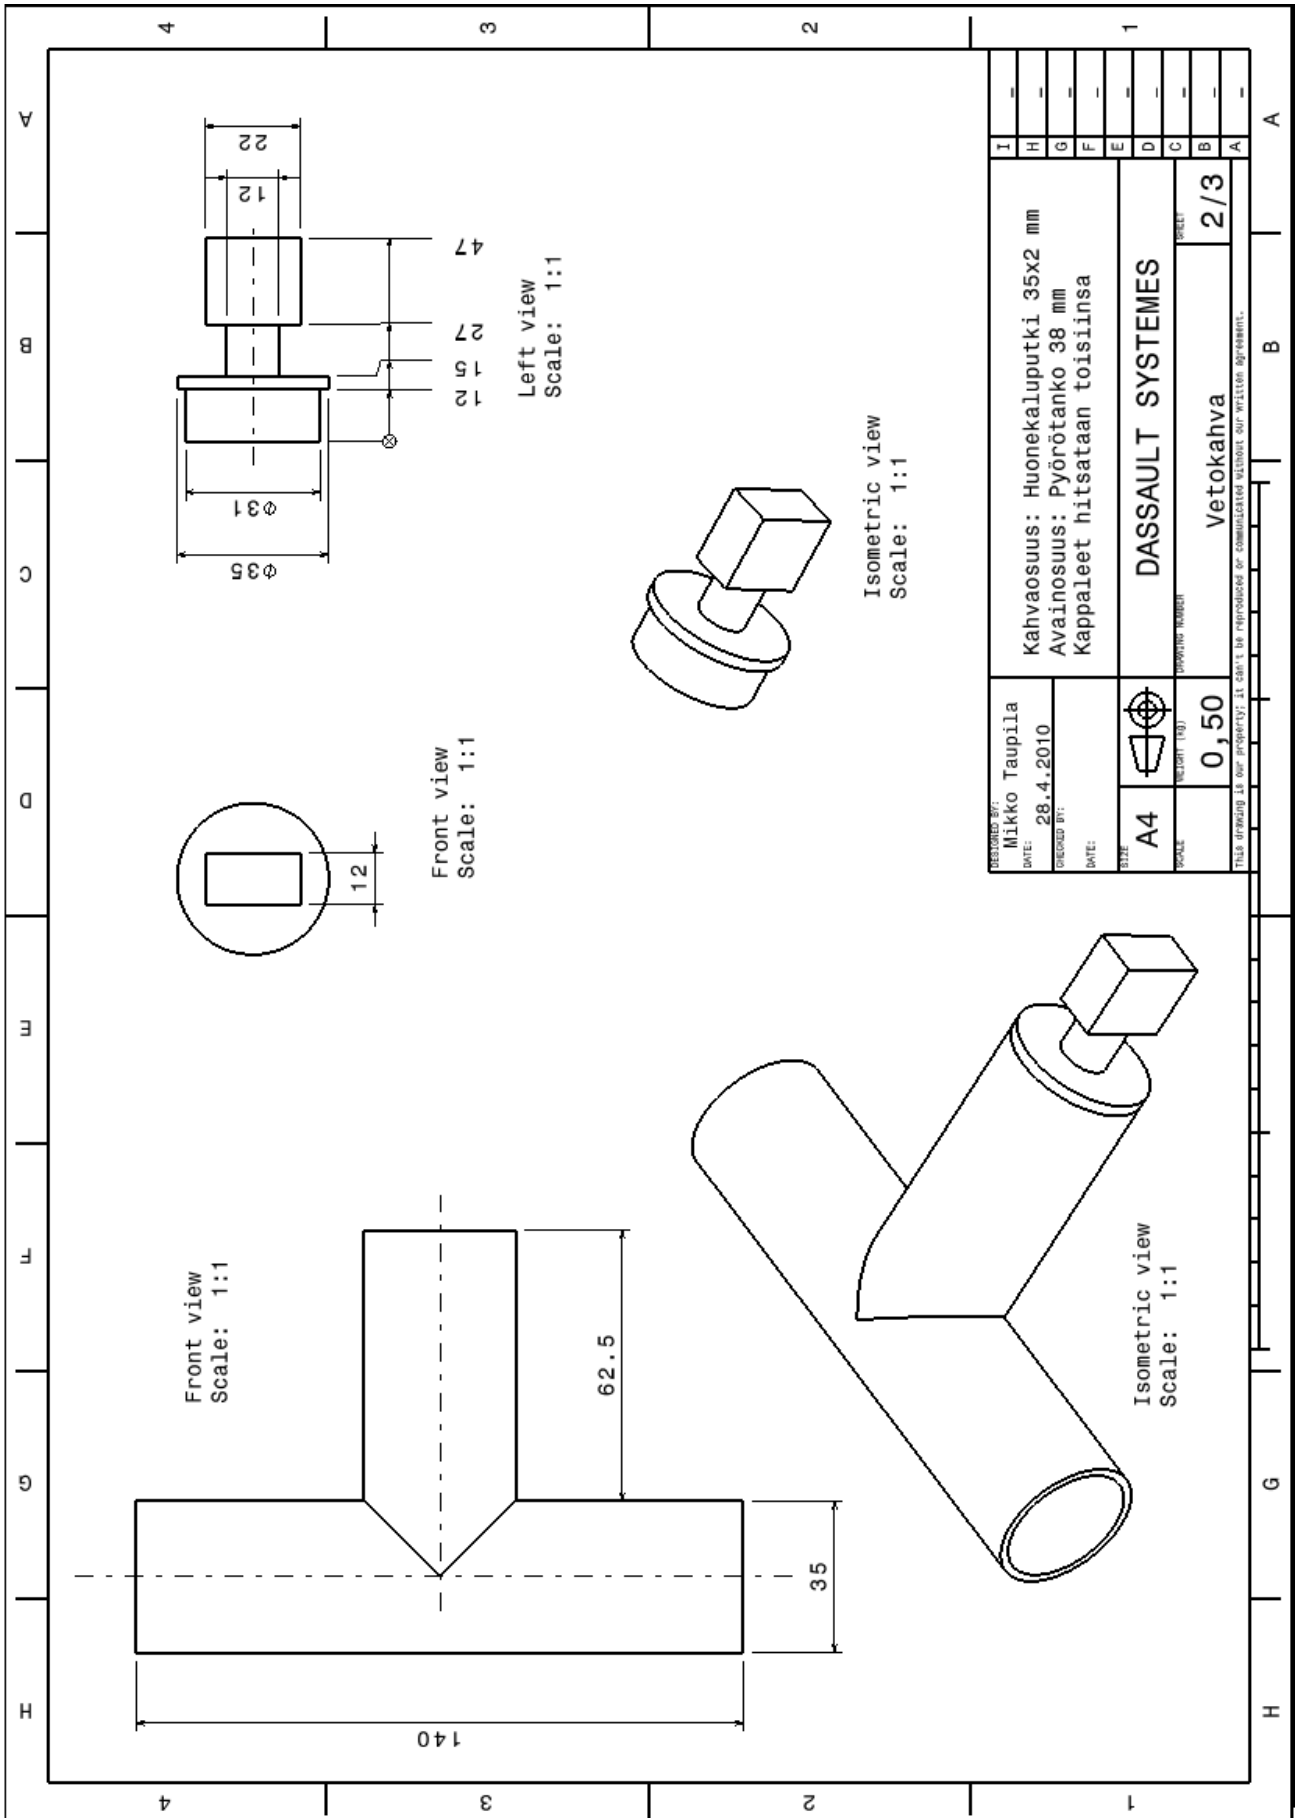 H
G
F
E
D
C
B
A
4
4
3
3
2
2
1
1
H
G
B
A
140
35
62.5
Front view
Scale: 1:1
12
Front view
Scale: 1:1
Φ35
Φ31
12
15
27
47
12
22
Left view
Scale: 1:1
Isometric view
Scale: 1:1
Isometric view
Scale: 1:1
DESIGNED BY:
Mikko Taupila
DATE:
28.4.2010
CHECKED BY:
DATE:
SIZE
A4
SCALE
WEIGHT (kg)
0,50
Kahvaosuus: Huonekaluputki 35x2 mm
Avainosuus: Pyörötanko 38 mm
Kappaleet hitsataan toisiinsa
DASSAULT SYSTEMES
DRAWING NUMBER
Vetokahva
SHEET
2/3
I –
H –
G –
F –
E –
D –
C –
B –
A –
This drawing is our property; it can't be reproduced or communicated without our written agreement.